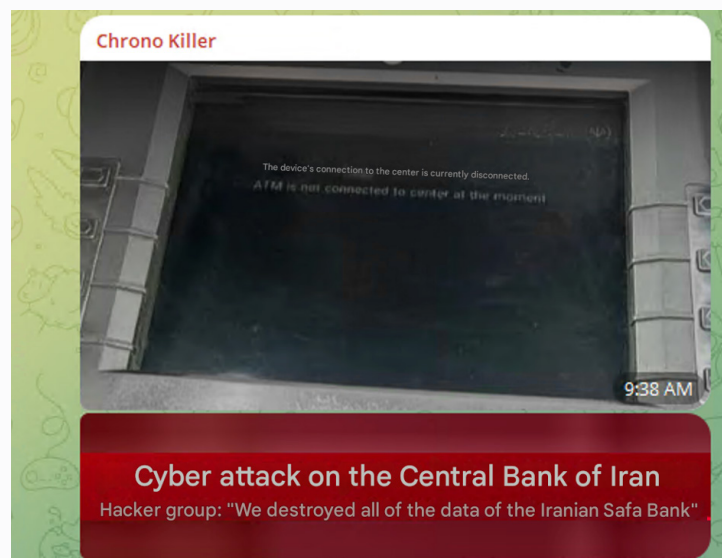 Chrono Killer
The device's connection to the center is currently disconnected.
ATM is not connected to center at the moment
9:38 AM
Cyber attack on the Central Bank of Iran
Hacker group: "We destroyed all of the data of the Iranian Safa Bank"